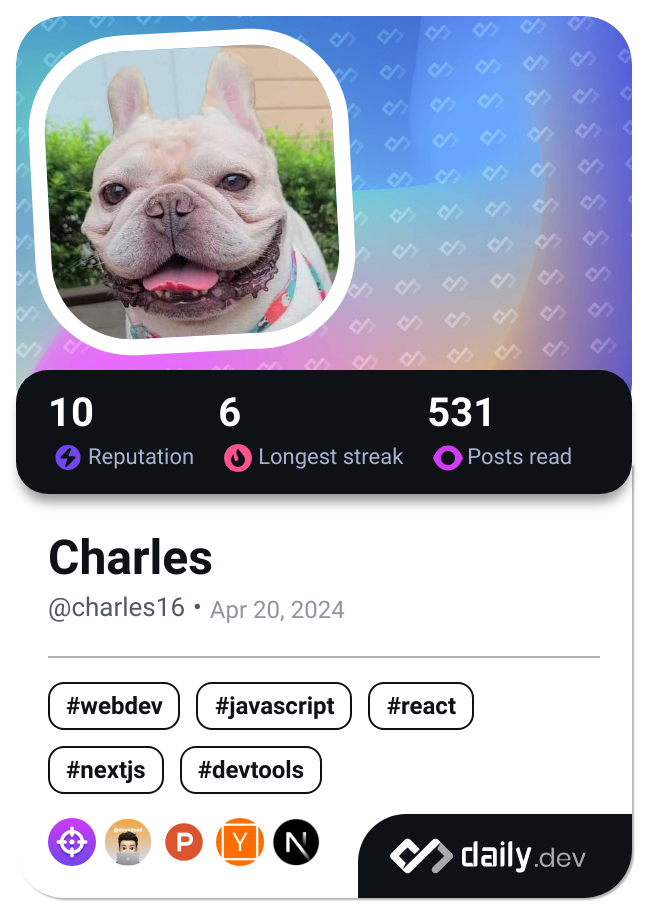 10 6 531
Reputation Longest streak Posts read
Charles
@charles16 • Apr 20, 2024
#webdev #javascript #react
#nextjs #devtools
P Y N
daily.dev